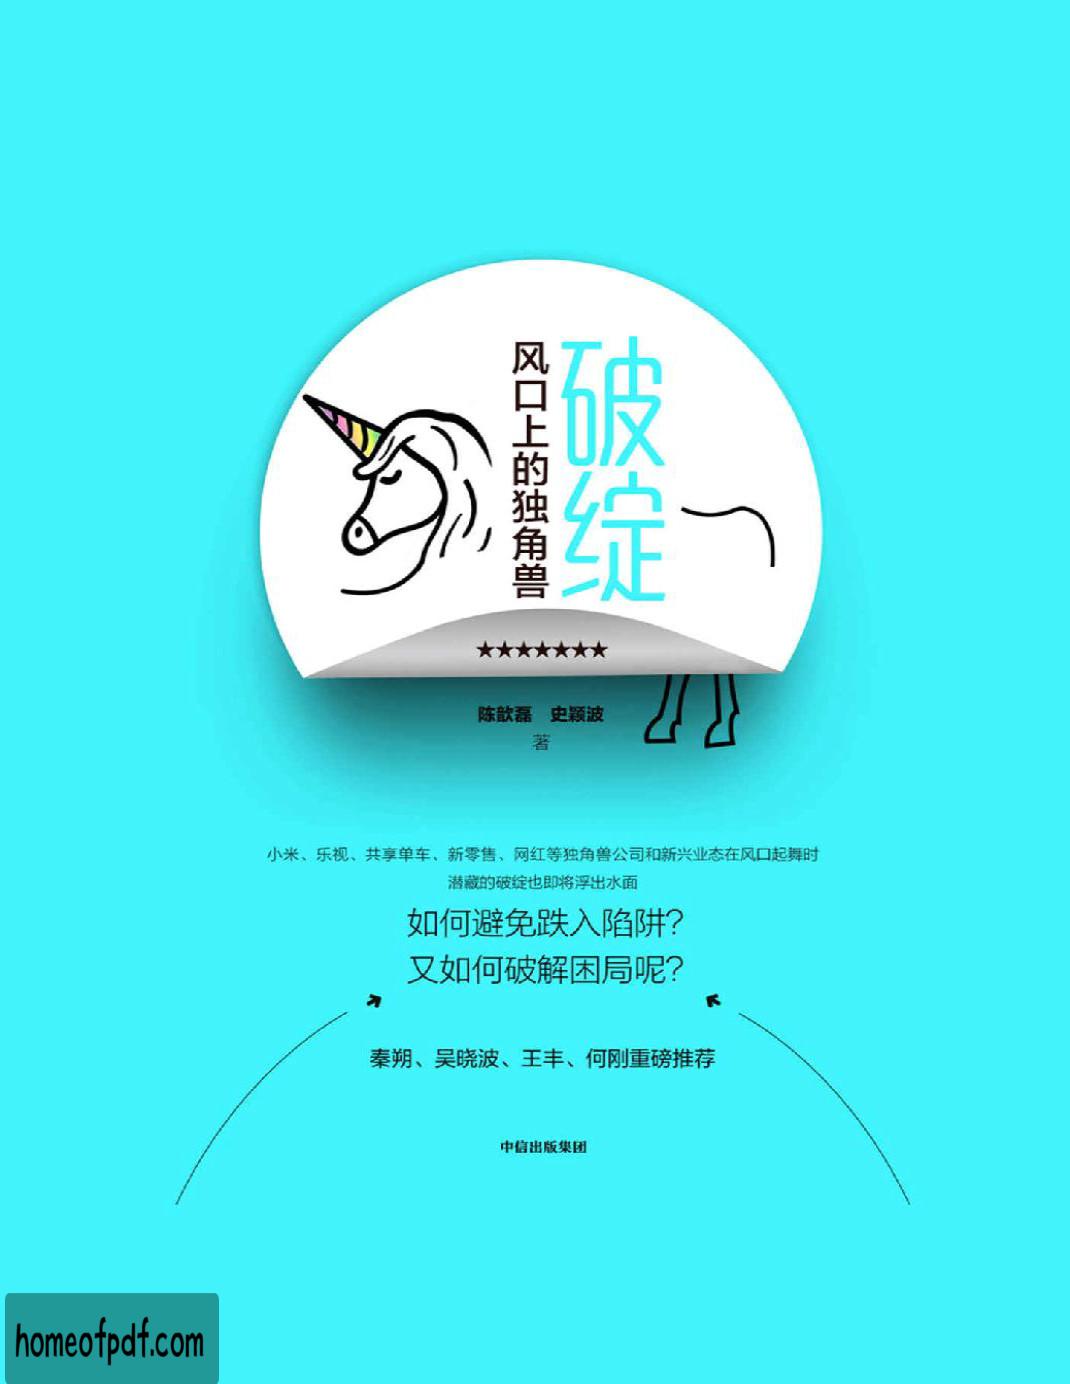 破绽
风口上的独角兽
★★★★★★★
陈歆磊 史颖波
著
小米、乐视、共享单车、新零售、网红等独角兽公司和新兴业态在风口起舞时
潜藏的破绽也即将浮出水面
如何避免跌入陷阱?
又如何破解困局呢?
秦朔、吴晓波、王丰、何刚重磅推荐
中信出版集团
homeofpdf.com